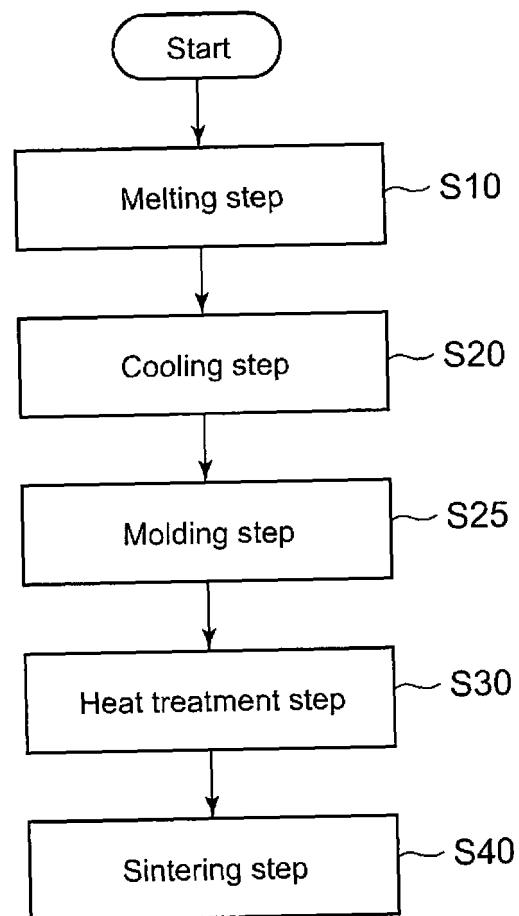 Start
Melting step
S10
Cooling step
S20
Molding step
S25
Heat treatment step
S30
Sintering step
S40